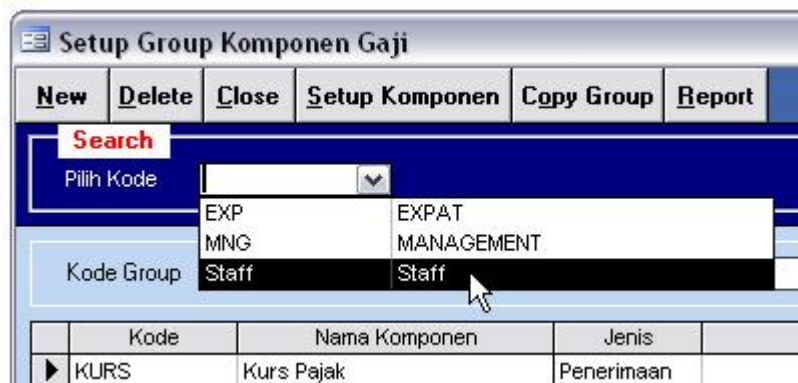 Setup Group Komponen Gaji
New Delete Close Setup Komponen Copy Group Report
Search
Pilih Kode
EXP EXPAT
MNG MANAGEMENT
Kode Group Staff Staff
Kode Nama Komponen Jenis
KURS Kurs Pajak Penerimaan